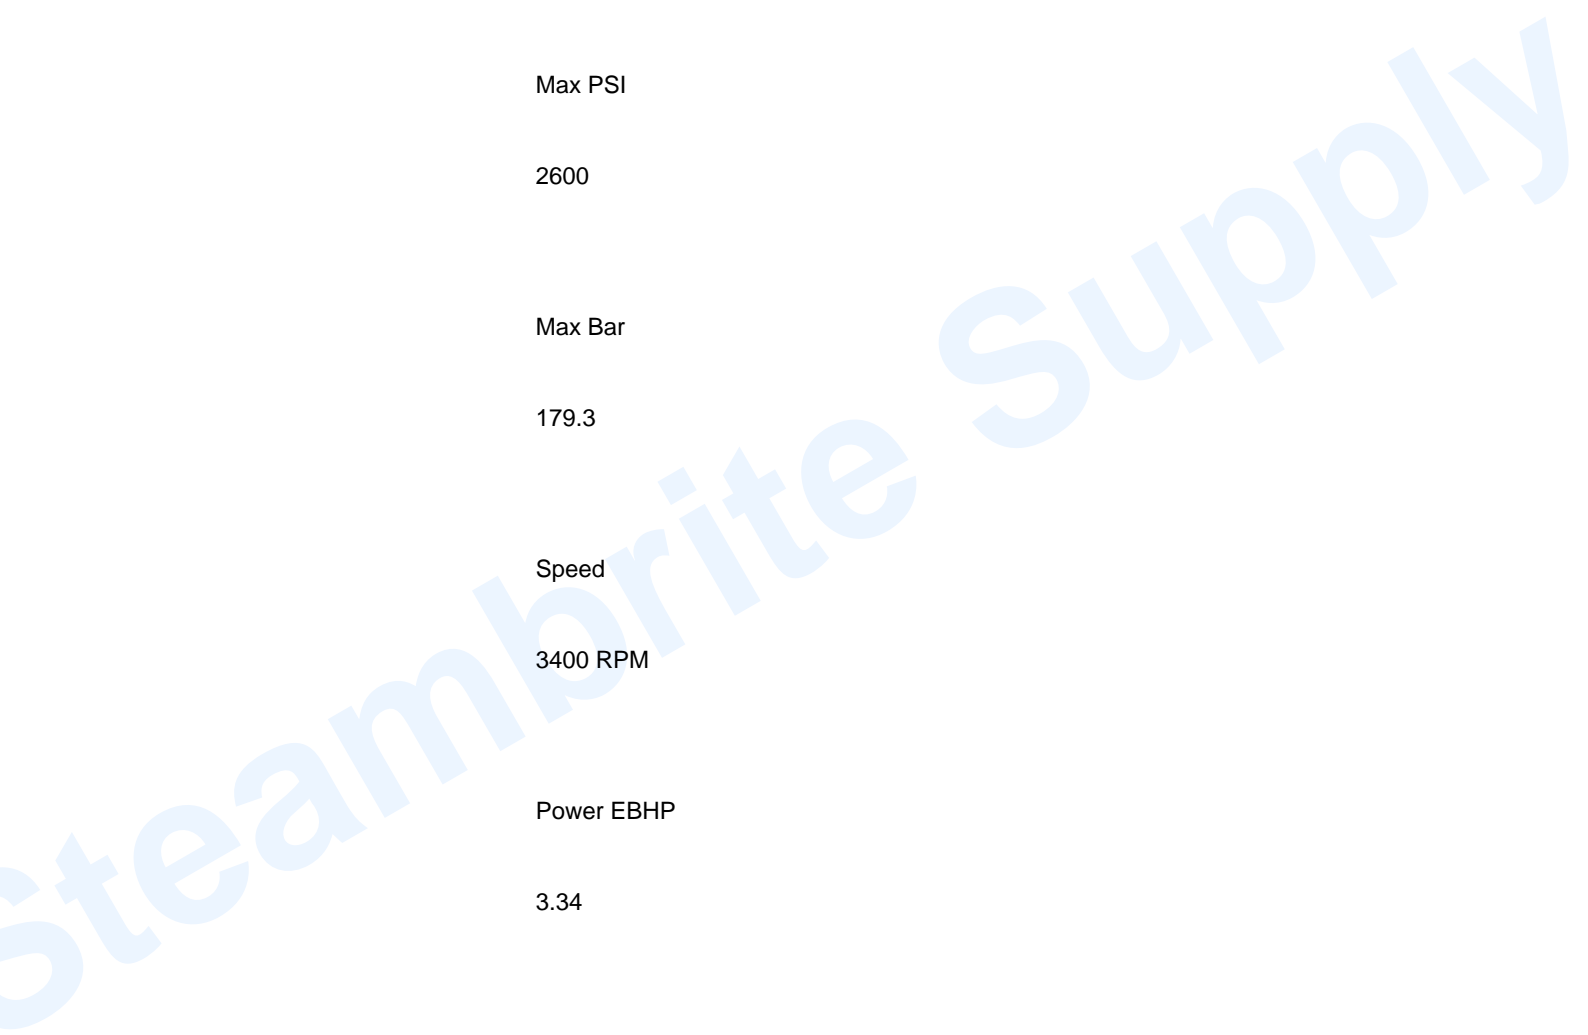 Max PSI
2600
Max Bar
179.3
Speed
3400 RPM
Power EBHP
3.34
Steambrite Supply